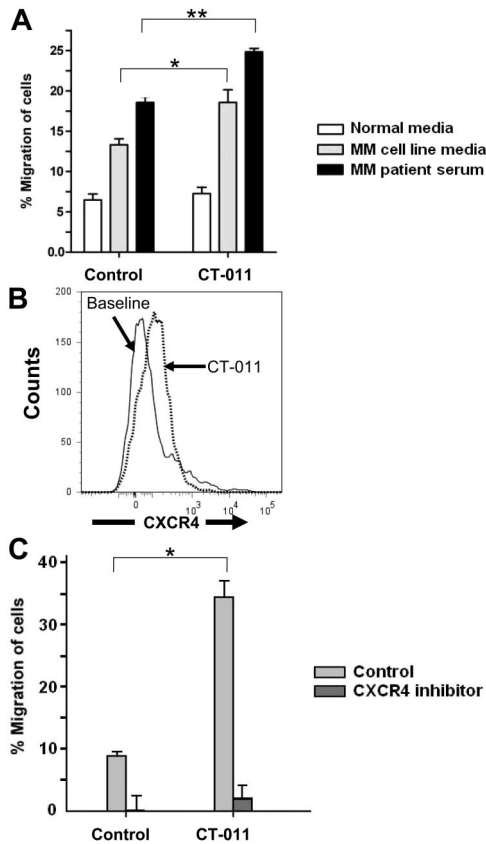 A
**
*
% Migration of cells
25
20
15
10
5
0.0
Control
CT-011
Normal media
MM cell line media
MM patient serum
B
Baseline
CT-011
Counts
200
150
100
50
0
0
10³
10⁴
10⁵
CXCR4
C
*
% Migration of cells
40
30
20
10
0
Control
CT-011
Control
CXCR4 inhibitor